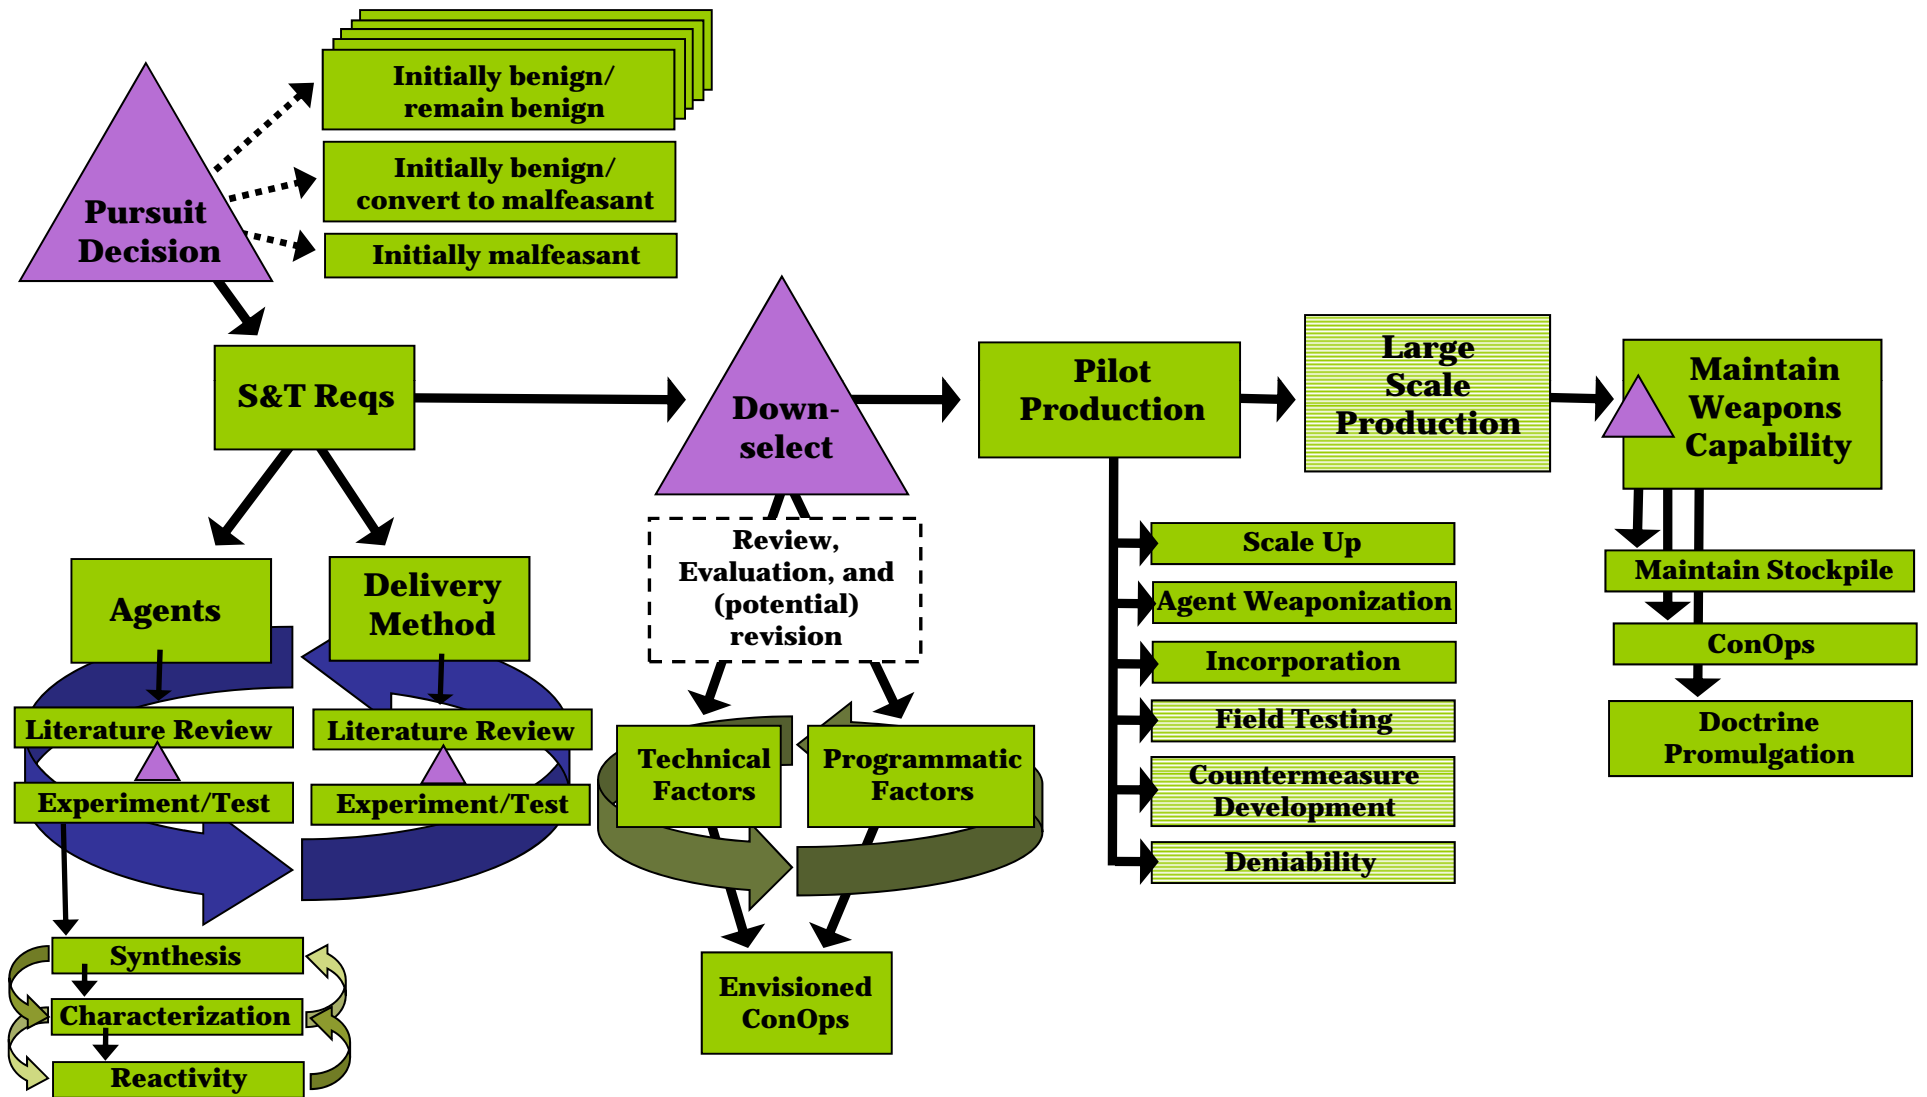 Initially benign/
remain benign
Initially benign/
convert to malfeasant
Initially malfeasant
Pursuit
Decision
S&T Reqs
Down-
select
Pilot
Production
Large
Scale
Production
Maintain
Weapons
Capability
Agents
Delivery
Method
Literature Review
Literature Review
Experiment/Test
Experiment/Test
Synthesis
Characterization
Reactivity
Review,
Evaluation, and
(potential)
revision
Technical
Factors
Programmatic
Factors
Envisioned
ConOps
Scale Up
Agent Weaponization
Incorporation
Field Testing
Countermeasure
Development
Deniability
Maintain Stockpile
ConOps
Doctrine
Promulgation